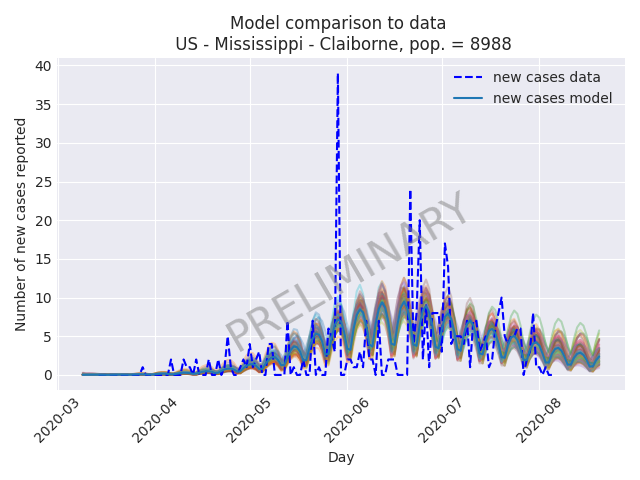 Model comparison to data
US - Mississippi - Claiborne, pop. = 8988
new cases data
new cases model
Number of new cases reported
40
35
30
25
20
15
10
5
0
PRELIMINARY
2020-03
2020-04
2020-05
2020-06
2020-07
2020-08
Day